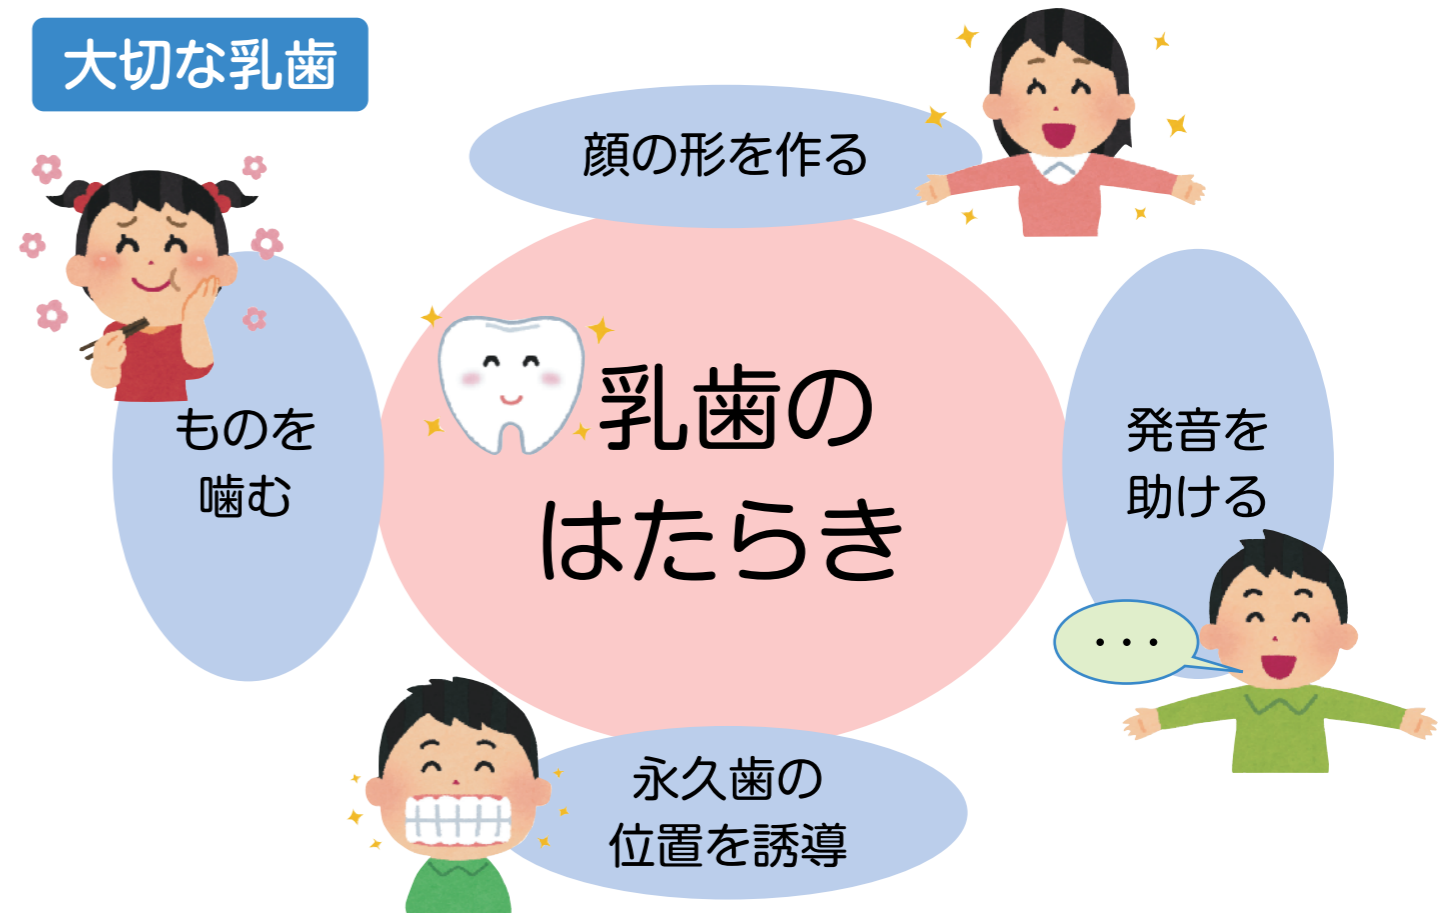 大切な乳歯
顔の形を作る
乳歯の
はたらき
ものを
噛む
発音を
助ける
・・・
永久歯の
位置を誘導